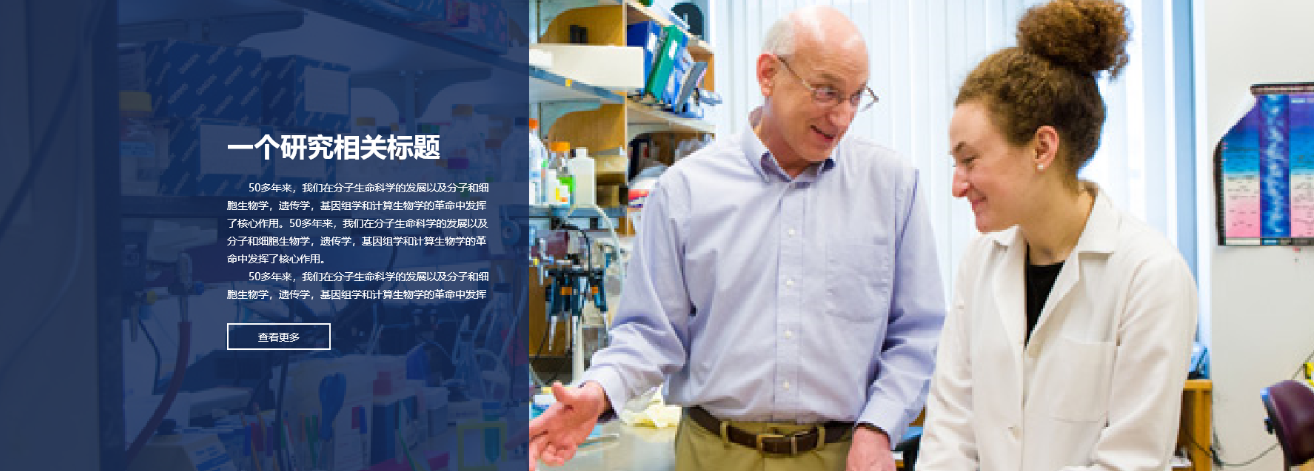 一个研究相关标题
50多年来，我们在分子生命科学的发展以及分子和细
胞生物学，遗传学，基因组学和计算生物学的革命中发挥
了核心作用。50多年来，我们在分子生命科学的发展以及
分子和细胞生物学，遗传学，基因组学和计算生物学的革
命中发挥了核心作用。
50多年来，我们在分子生命科学的发展以及分子和细
胞生物学，遗传学，基因组学和计算生物学的革命中发挥
查看更多